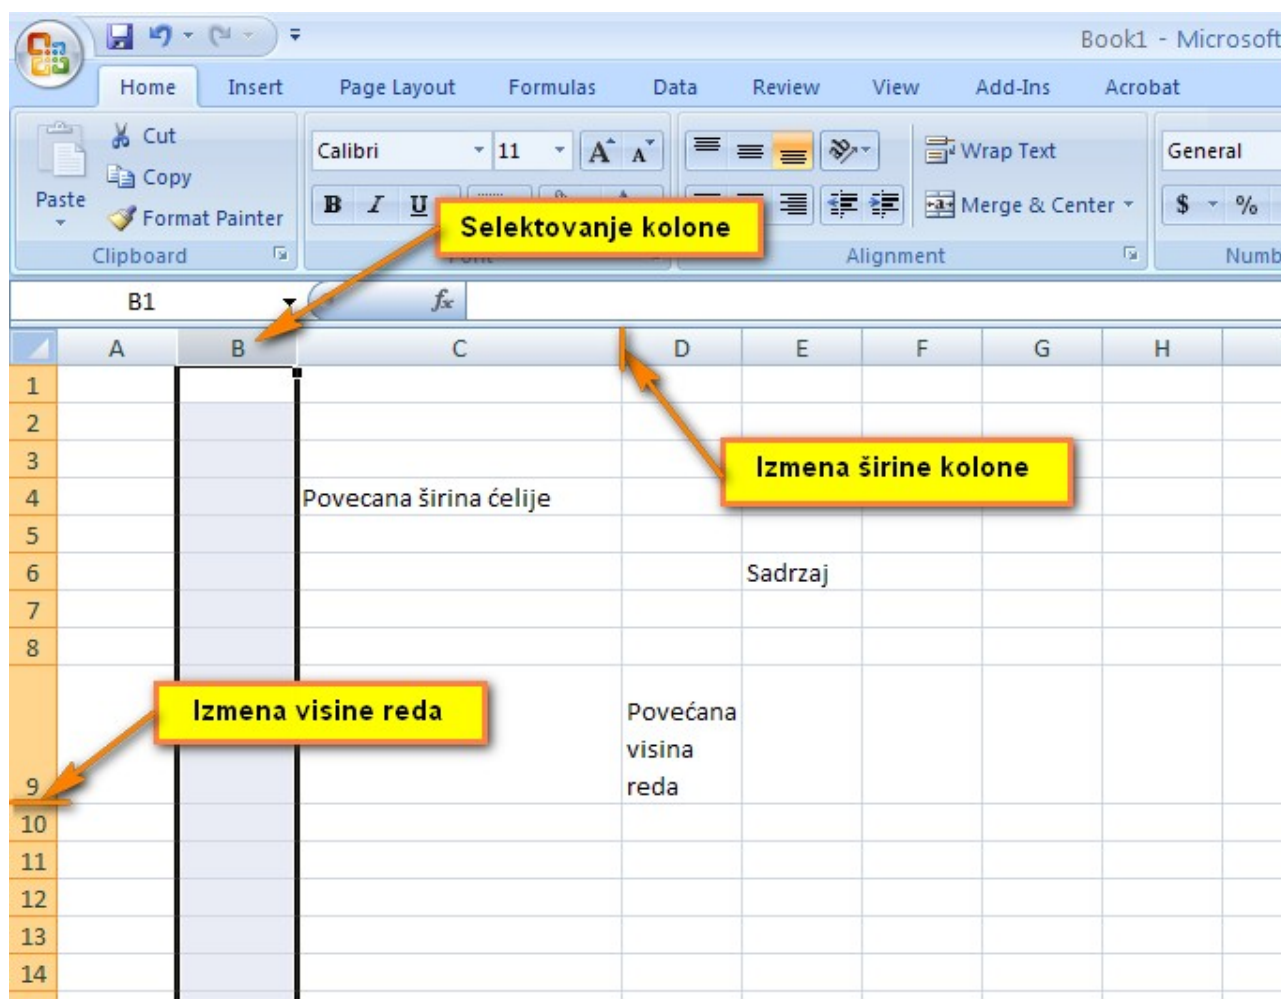 Book1 - Microsoft
Home Insert Page Layout Formulas Data Review View Add-Ins Acrobat
Cut
Copy
Format Painter
Paste
Clipboard
Calibri 11 A A
B I U
Wrap Text
Merge & Center
Alignment
General
$ %
Numb
Selektovanje kolone
B1 fx
A B C D E F G H
1
2
3
Izmena širine kolone
4 Povecana širina ćelije
5
6 Sadrzaj
7
8
Izmena visine reda
Povećana
visina
9 reda
10
11
12
13
14